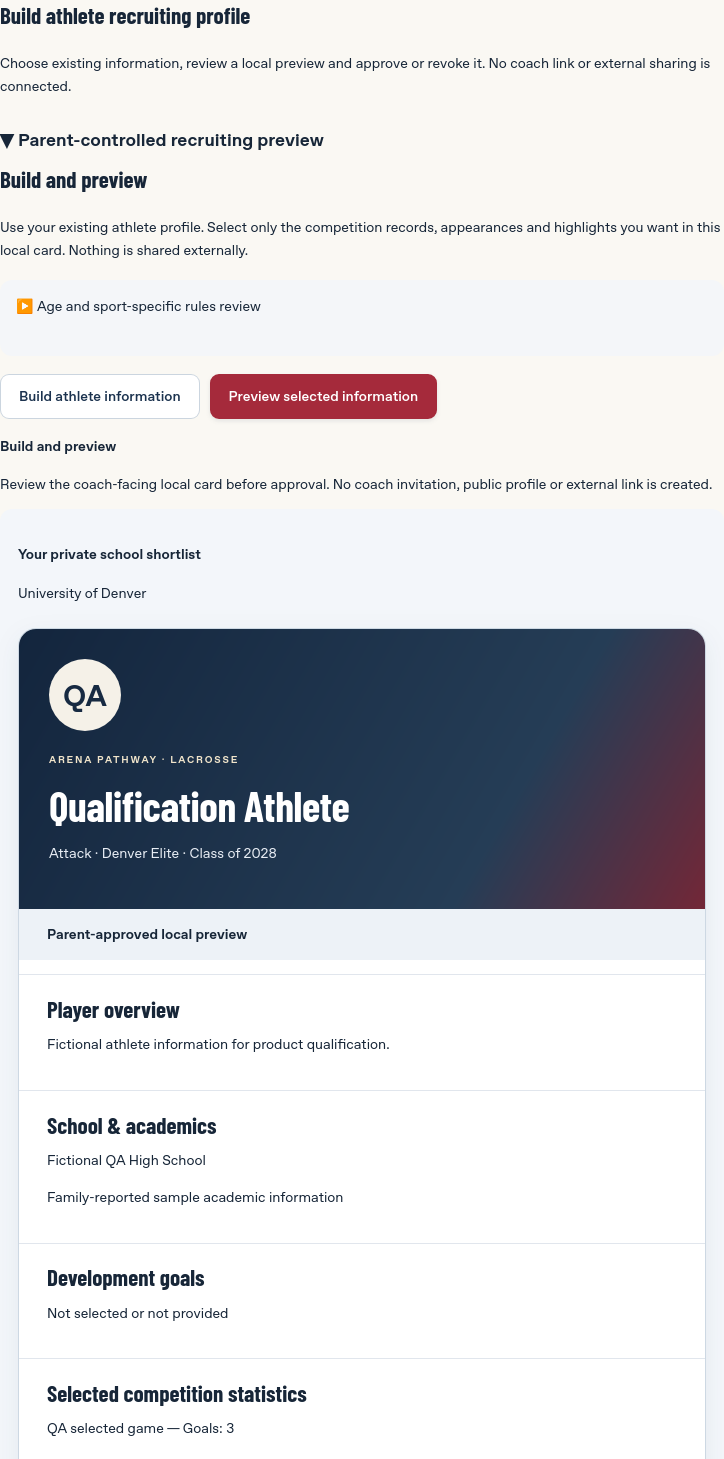 Build athlete recruiting profile
Choose existing information, review a local preview and approve or revoke it. No coach link or external sharing is
connected.
▼ Parent-controlled recruiting preview
Build and preview
Use your existing athlete profile. Select only the competition records, appearances and highlights you want in this
local card. Nothing is shared externally.
▶️ Age and sport-specific rules review
Build athlete information
Preview selected information
Build and preview
Review the coach-facing local card before approval. No coach invitation, public profile or external link is created.
Your private school shortlist
University of Denver
QA
ARENA PATHWAY · LACROSSE
Qualification Athlete
Attack · Denver Elite · Class of 2028
Parent-approved local preview
Player overview
Fictional athlete information for product qualification.
School & academics
Fictional QA High School
Family-reported sample academic information
Development goals
Not selected or not provided
Selected competition statistics
QA selected game — Goals: 3